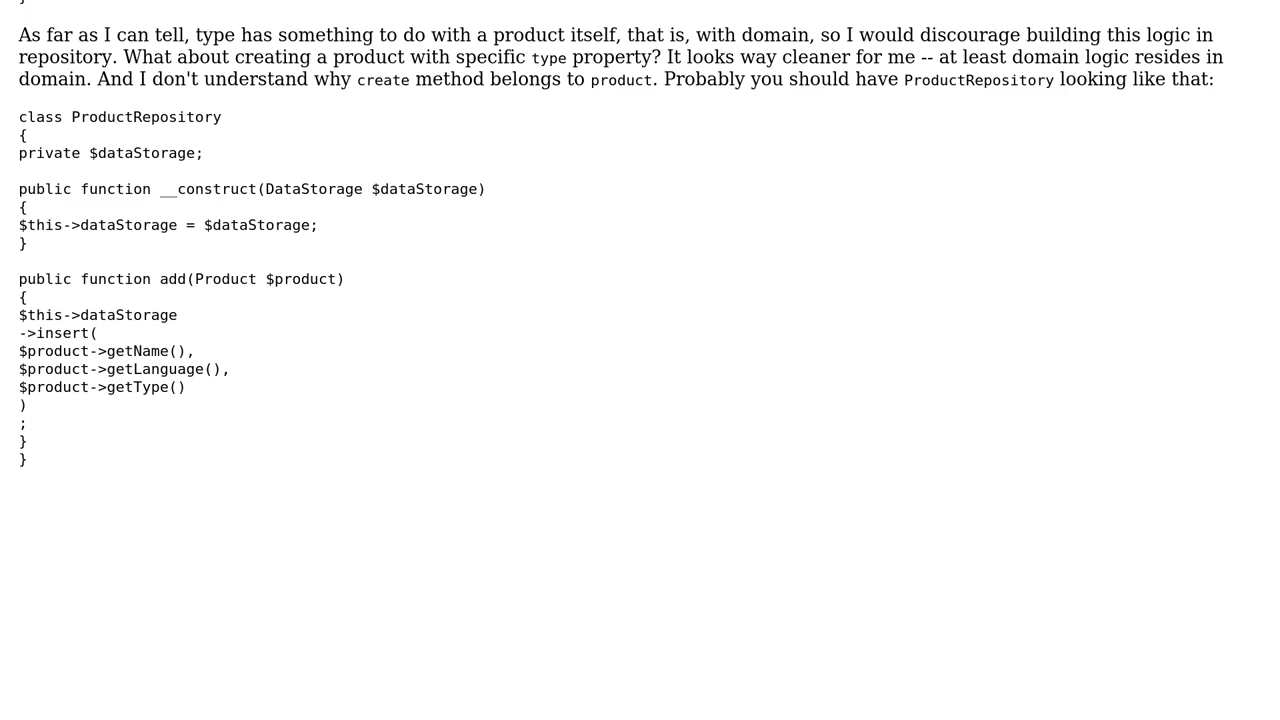 As far as I can tell, type has something to do with a product itself, that is, with domain, so I would discourage building this logic in
repository. What about creating a product with specific type property? It looks way cleaner for me -- at least domain logic resides in
domain. And I don't understand why create method belongs to product. Probably you should have ProductRepository looking like that:
class ProductRepository
{
private $dataStorage;
public function __construct(DataStorage $dataStorage)
{
$this->dataStorage = $dataStorage;
}
public function add(Product $product)
{
$this->dataStorage
->insert(
$product->getName(),
$product->getLanguage(),
$product->getType()
)
;
}
}